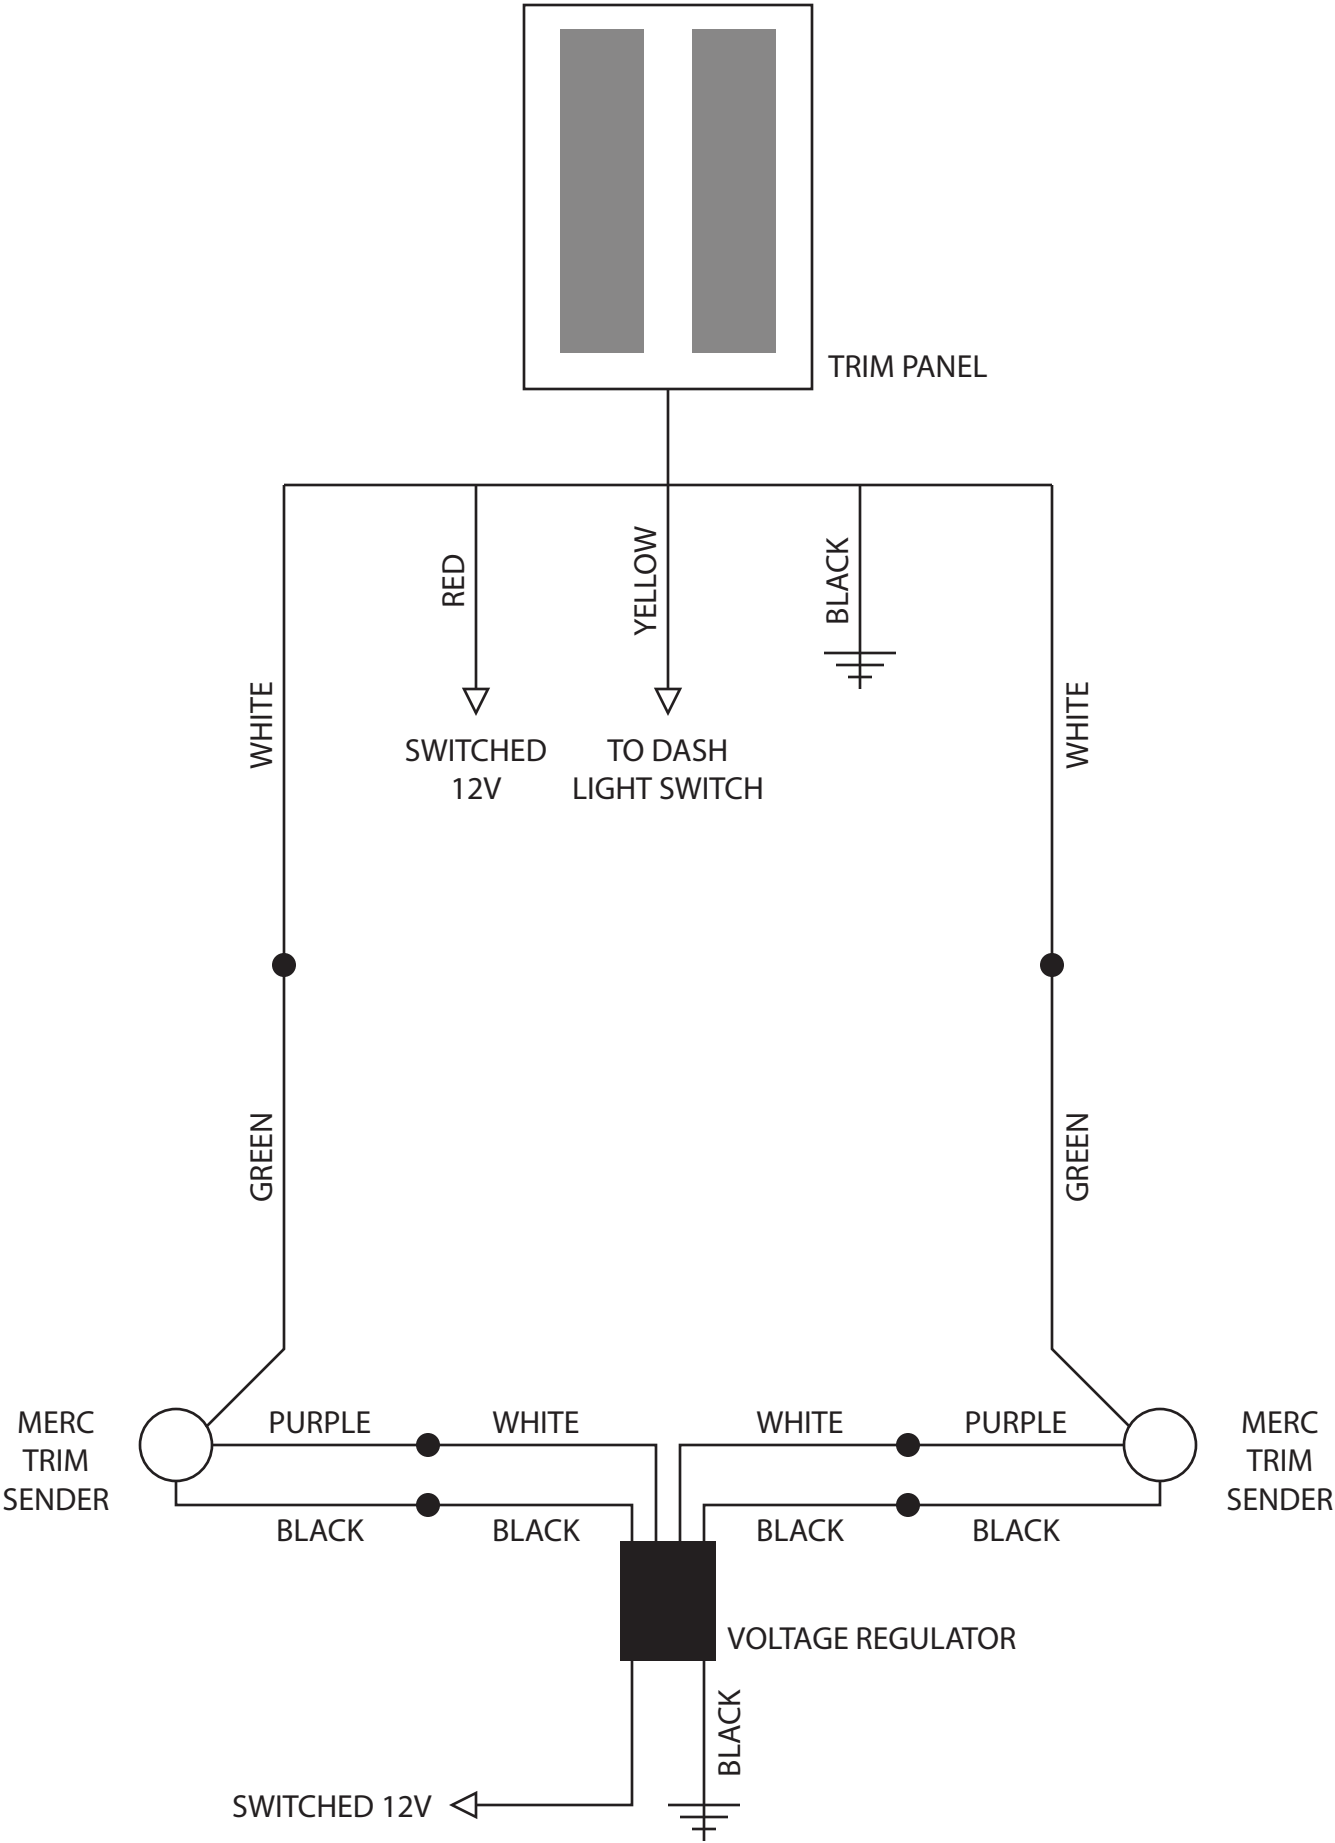 TRIM PANEL
RED
YELLOW
BLACK
WHITE
WHITE
SWITCHED
12V
TO DASH
LIGHT SWITCH
GREEN
GREEN
MERC
TRIM
SENDER
PURPLE
WHITE
WHITE
PURPLE
MERC
TRIM
SENDER
BLACK
BLACK
BLACK
BLACK
VOLTAGE REGULATOR
BLACK
SWITCHED 12V